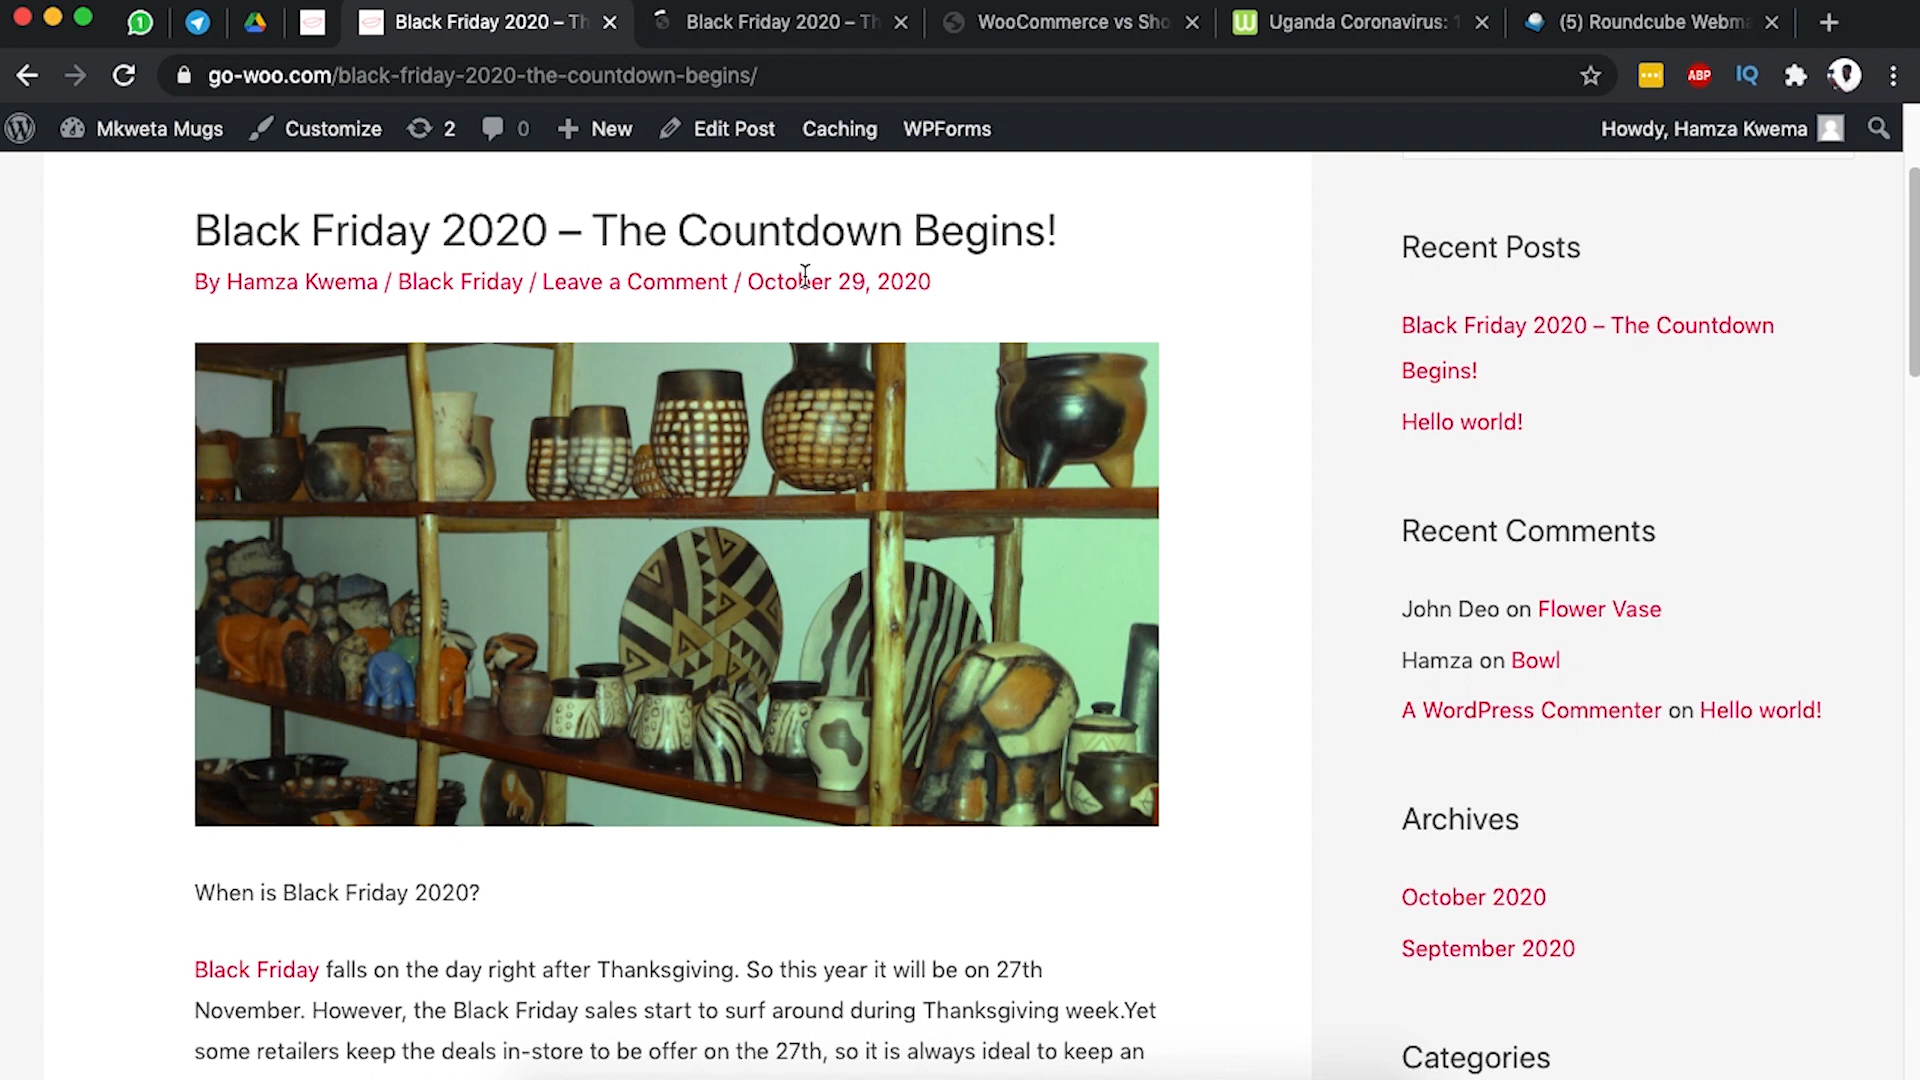 Black Friday 2020 – Th
Black Friday 2020 – Th
WooCommerce vs Sho
Uganda Coronavirus: 1
(5) Roundcube Webma
go-woo.com/black-friday-2020-the-countdown-begins/
ABP
IQ
Mkweta Mugs
Customize
2
0
New
Edit Post
Caching
WPForms
Howdy, Hamza Kwema
Black Friday 2020 – The Countdown Begins!
By Hamza Kwema / Black Friday / Leave a Comment / October 29, 2020
When is Black Friday 2020?
Black Friday falls on the day right after Thanksgiving. So this year it will be on 27th
November. However, the Black Friday sales start to surf around during Thanksgiving week.Yet
some retailers keep the deals in-store to be offer on the 27th, so it is always ideal to keep an
Recent Posts
Black Friday 2020 – The Countdown
Begins!
Hello world!
Recent Comments
John Deo on Flower Vase
Hamza on Bowl
A WordPress Commenter on Hello world!
Archives
October 2020
September 2020
Categories